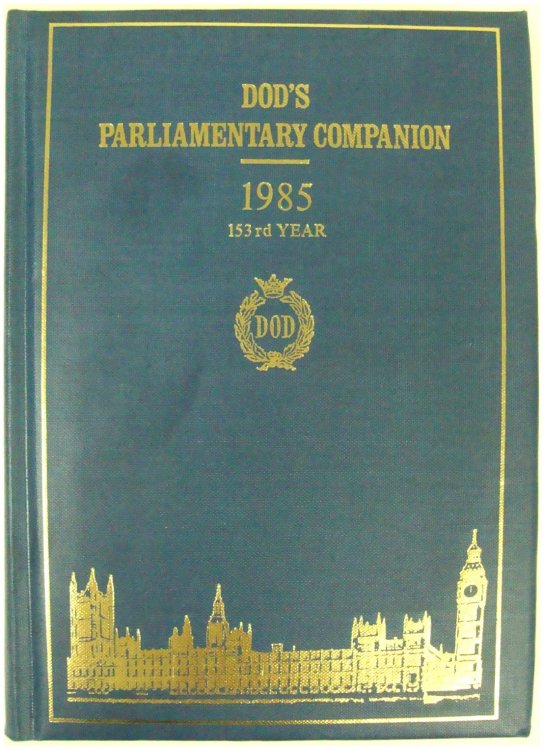 DOD'S
PARLIAMENTARY COMPANION
1985
153rd YEAR
DOD